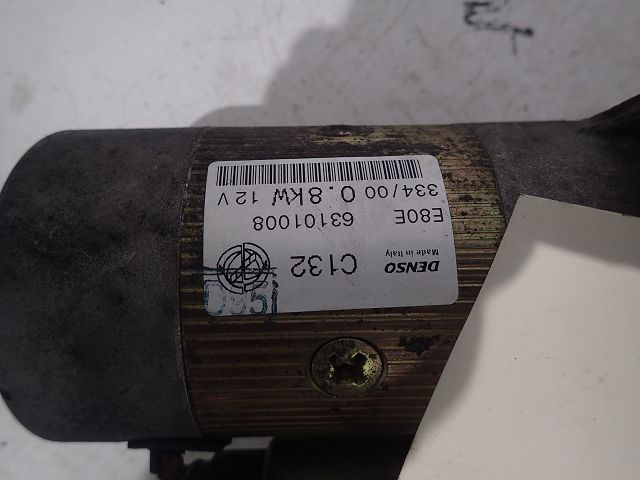 DENSO
Made in Italy
C132
E80E 63101008
334/00 0.8kW 12V